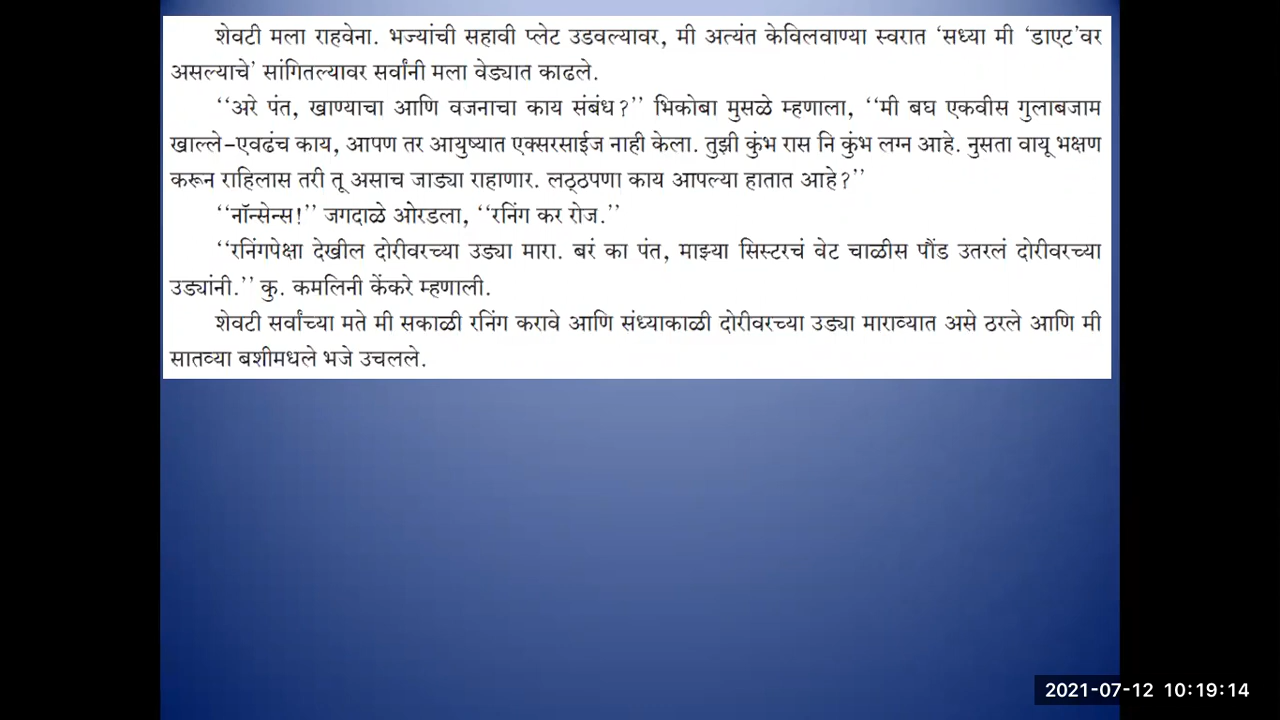 शेवटी मला राहवेना. भज्यांची सहावी प्लेट उडवल्यावर, मी अत्यंत केविलवाण्या स्वरात ‘सध्या मी ‘डाएट’वर
असल्याचे’ सांगितल्यावर सर्वांनी मला वेड्यात काढले.
‘‘अरे पंत, खाण्याचा आणि वजनाचा काय संबंध?’’ भिकोबा मुसळे म्हणाला, ‘‘मी बघ एकवीस गुलाबजाम
खाल्ले-एवढंच काय, आपण तर आयुष्यात एक्सरसाईज नाही केला. तुझी कुंभ रास नि कुंभ लग्न आहे. नुसता वायू भक्षण
करून राहिलास तरी तू असाच जाड्या राहाणार. लठ्ठपणा काय आपल्या हातात आहे?’’
‘‘नॉन्सेन्स!’’ जगदाळे ओरडला, ‘‘रनिंग कर रोज.’’
‘‘रनिंगपेक्षा देखील दोरीवरच्या उड्या मारा. बरं का पंत, माझ्या सिस्टरचं वेट चाळीस पौंड उतरलं दोरीवरच्या
उड्यांनी.’’ कु. कमलिनी केंकरे म्हणाली.
शेवटी सर्वांच्या मते मी सकाळी रनिंग करावे आणि संध्याकाळी दोरीवरच्या उड्या माराव्यात असे ठरले आणि मी
सातव्या बशीमधले भजे उचलले.
2021-07-12 10:19:14